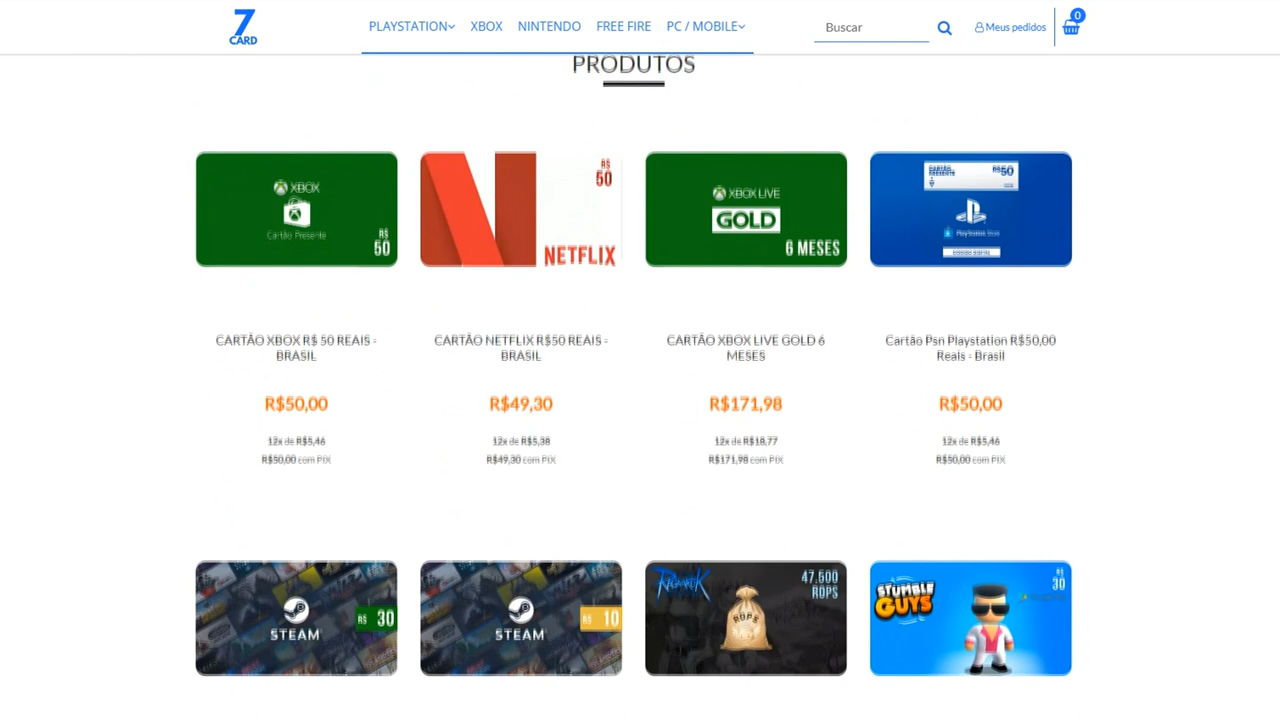 7
CARD
PLAYSTATION
XBOX
NINTENDO
FREE FIRE
PC / MOBILE
Buscar
Meus pedidos
0
PRODUTOS
XBOX
Cartão Presente
R$
50
R$
50
NETFLIX
XBOX LIVE
GOLD
6 MESES
CARTÃO
PRESENTE
R$50
PlayStation
CARTÃO XBOX R$ 50 REAIS -
BRASIL
CARTÃO NETFLIX R$50 REAIS -
BRASIL
CARTÃO XBOX LIVE GOLD 6
MESES
Cartão Psn Playstation R$50,00
Reais - Brasil
R$50,00
R$49,30
R$171,98
R$50,00
12x de R$5,46
12x de R$5,38
12x de R$18,77
12x de R$5,46
R$50,00 com PIX
R$49,30 com PIX
R$171,98 com PIX
R$50,00 com PIX
STEAM
R$ 30
STEAM
R$ 10
RAGNAROK
47.500
ROPS
ROPS
STUMBLE
GUYS
R$
30